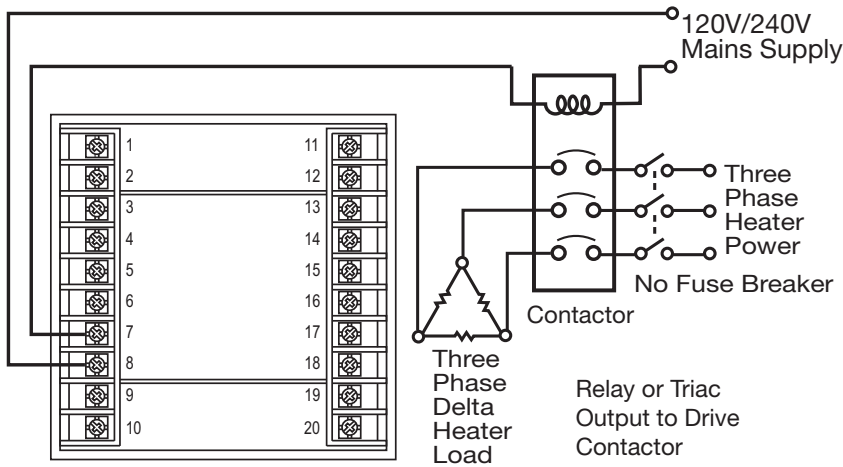 120V/240V
Mains Supply
1
2
3
4
5
6
7
8
9
10
11
12
13
14
15
16
17
18
19
20
Three
Phase
Heater
Power
No Fuse Breaker
Contactor
Three
Phase
Delta
Heater
Load
Relay or Triac
Output to Drive
Contactor